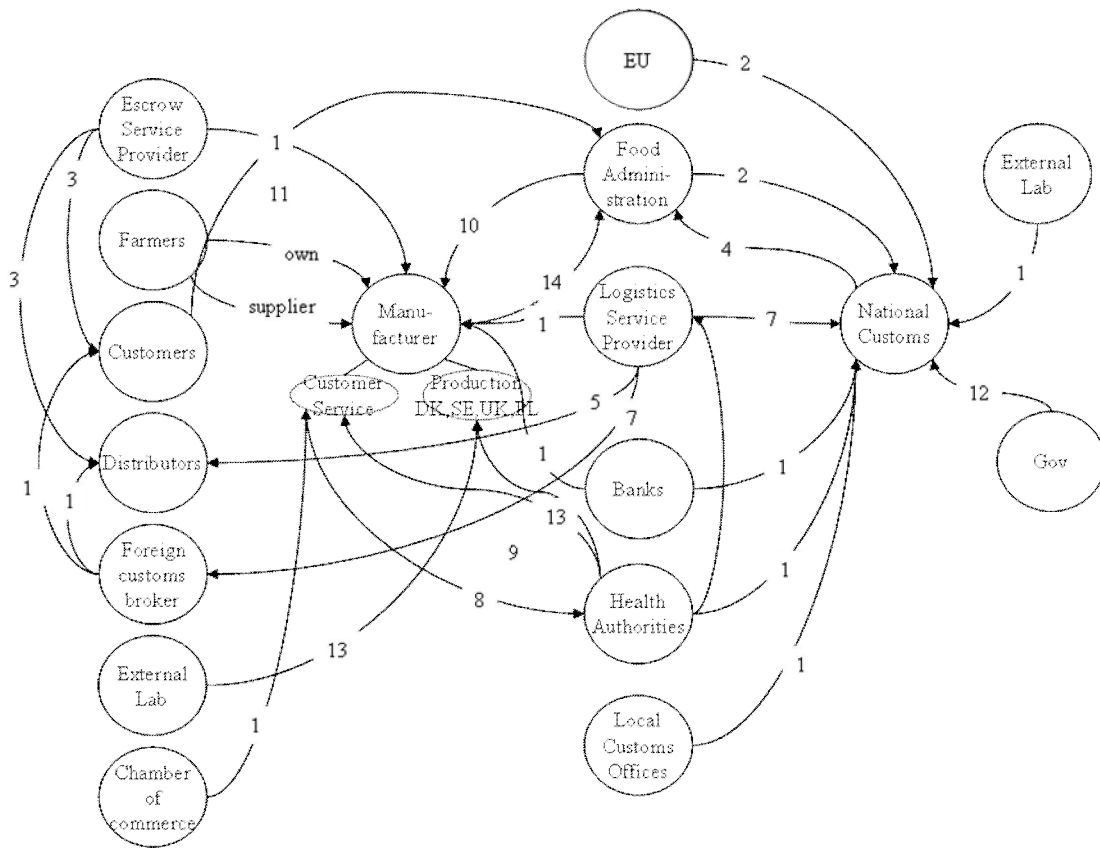 EU
2
Escrow
Service
Provider
1
Food
Admini-
stration
2
External
Lab
3
11
10
Farmers
own
4
1
3
supplier
14
Manu-
facturer
1
Logistics
Service
Provider
7
National
Customs
Customers
Customer
Service
Production
DK,SE,UK,PL
5
7
12
Distributors
1
1
1
Banks
1
Gov
13
9
Foreign
customs
broker
8
Health
Authorities
1
External
Lab
13
1
1
Local
Customs
Offices
Chamber
of
commerce